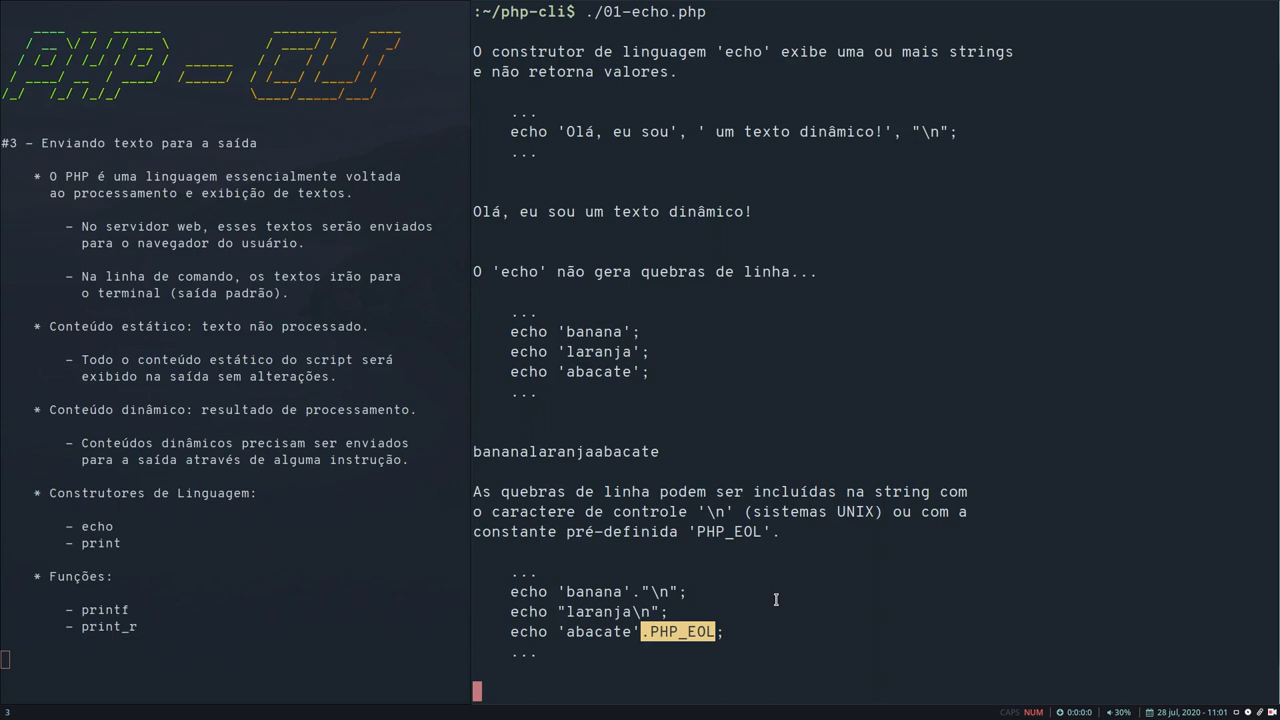 PHP - CLI
#3 - Enviando texto para a saída
* O PHP é uma linguagem essencialmente voltada
ao processamento e exibição de textos.
- No servidor web, esses textos serão enviados
para o navegador do usuário.
- Na linha de comando, os textos irão para
o terminal (saída padrão).
* Conteúdo estático: texto não processado.
- Todo o conteúdo estático do script será
exibido na saída sem alterações.
* Conteúdo dinâmico: resultado de processamento.
- Conteúdos dinâmicos precisam ser enviados
para a saída através de alguma instrução.
* Construtores de Linguagem:
- echo
- print
* Funções:
- printf
- print_r
:~/php-cli$ ./01-echo.php
O construtor de linguagem 'echo' exibe uma ou mais strings
e não retorna valores.
...
echo 'Olá, eu sou', ' um texto dinâmico!', "\n";
...
Olá, eu sou um texto dinâmico!
O 'echo' não gera quebras de linha...
...
echo 'banana';
echo 'laranja';
echo 'abacate';
...
bananalaranjaabacate
As quebras de linha podem ser incluídas na string com
o caractere de controle '\n' (sistemas UNIX) ou com a
constante pré-definida 'PHP_EOL'.
...
echo 'banana'."\n";
echo "laranja\n";
echo 'abacate'.PHP_EOL;
...
3
CAPS NUM 0:0:0:0 30% 28 jul, 2020 - 11:01